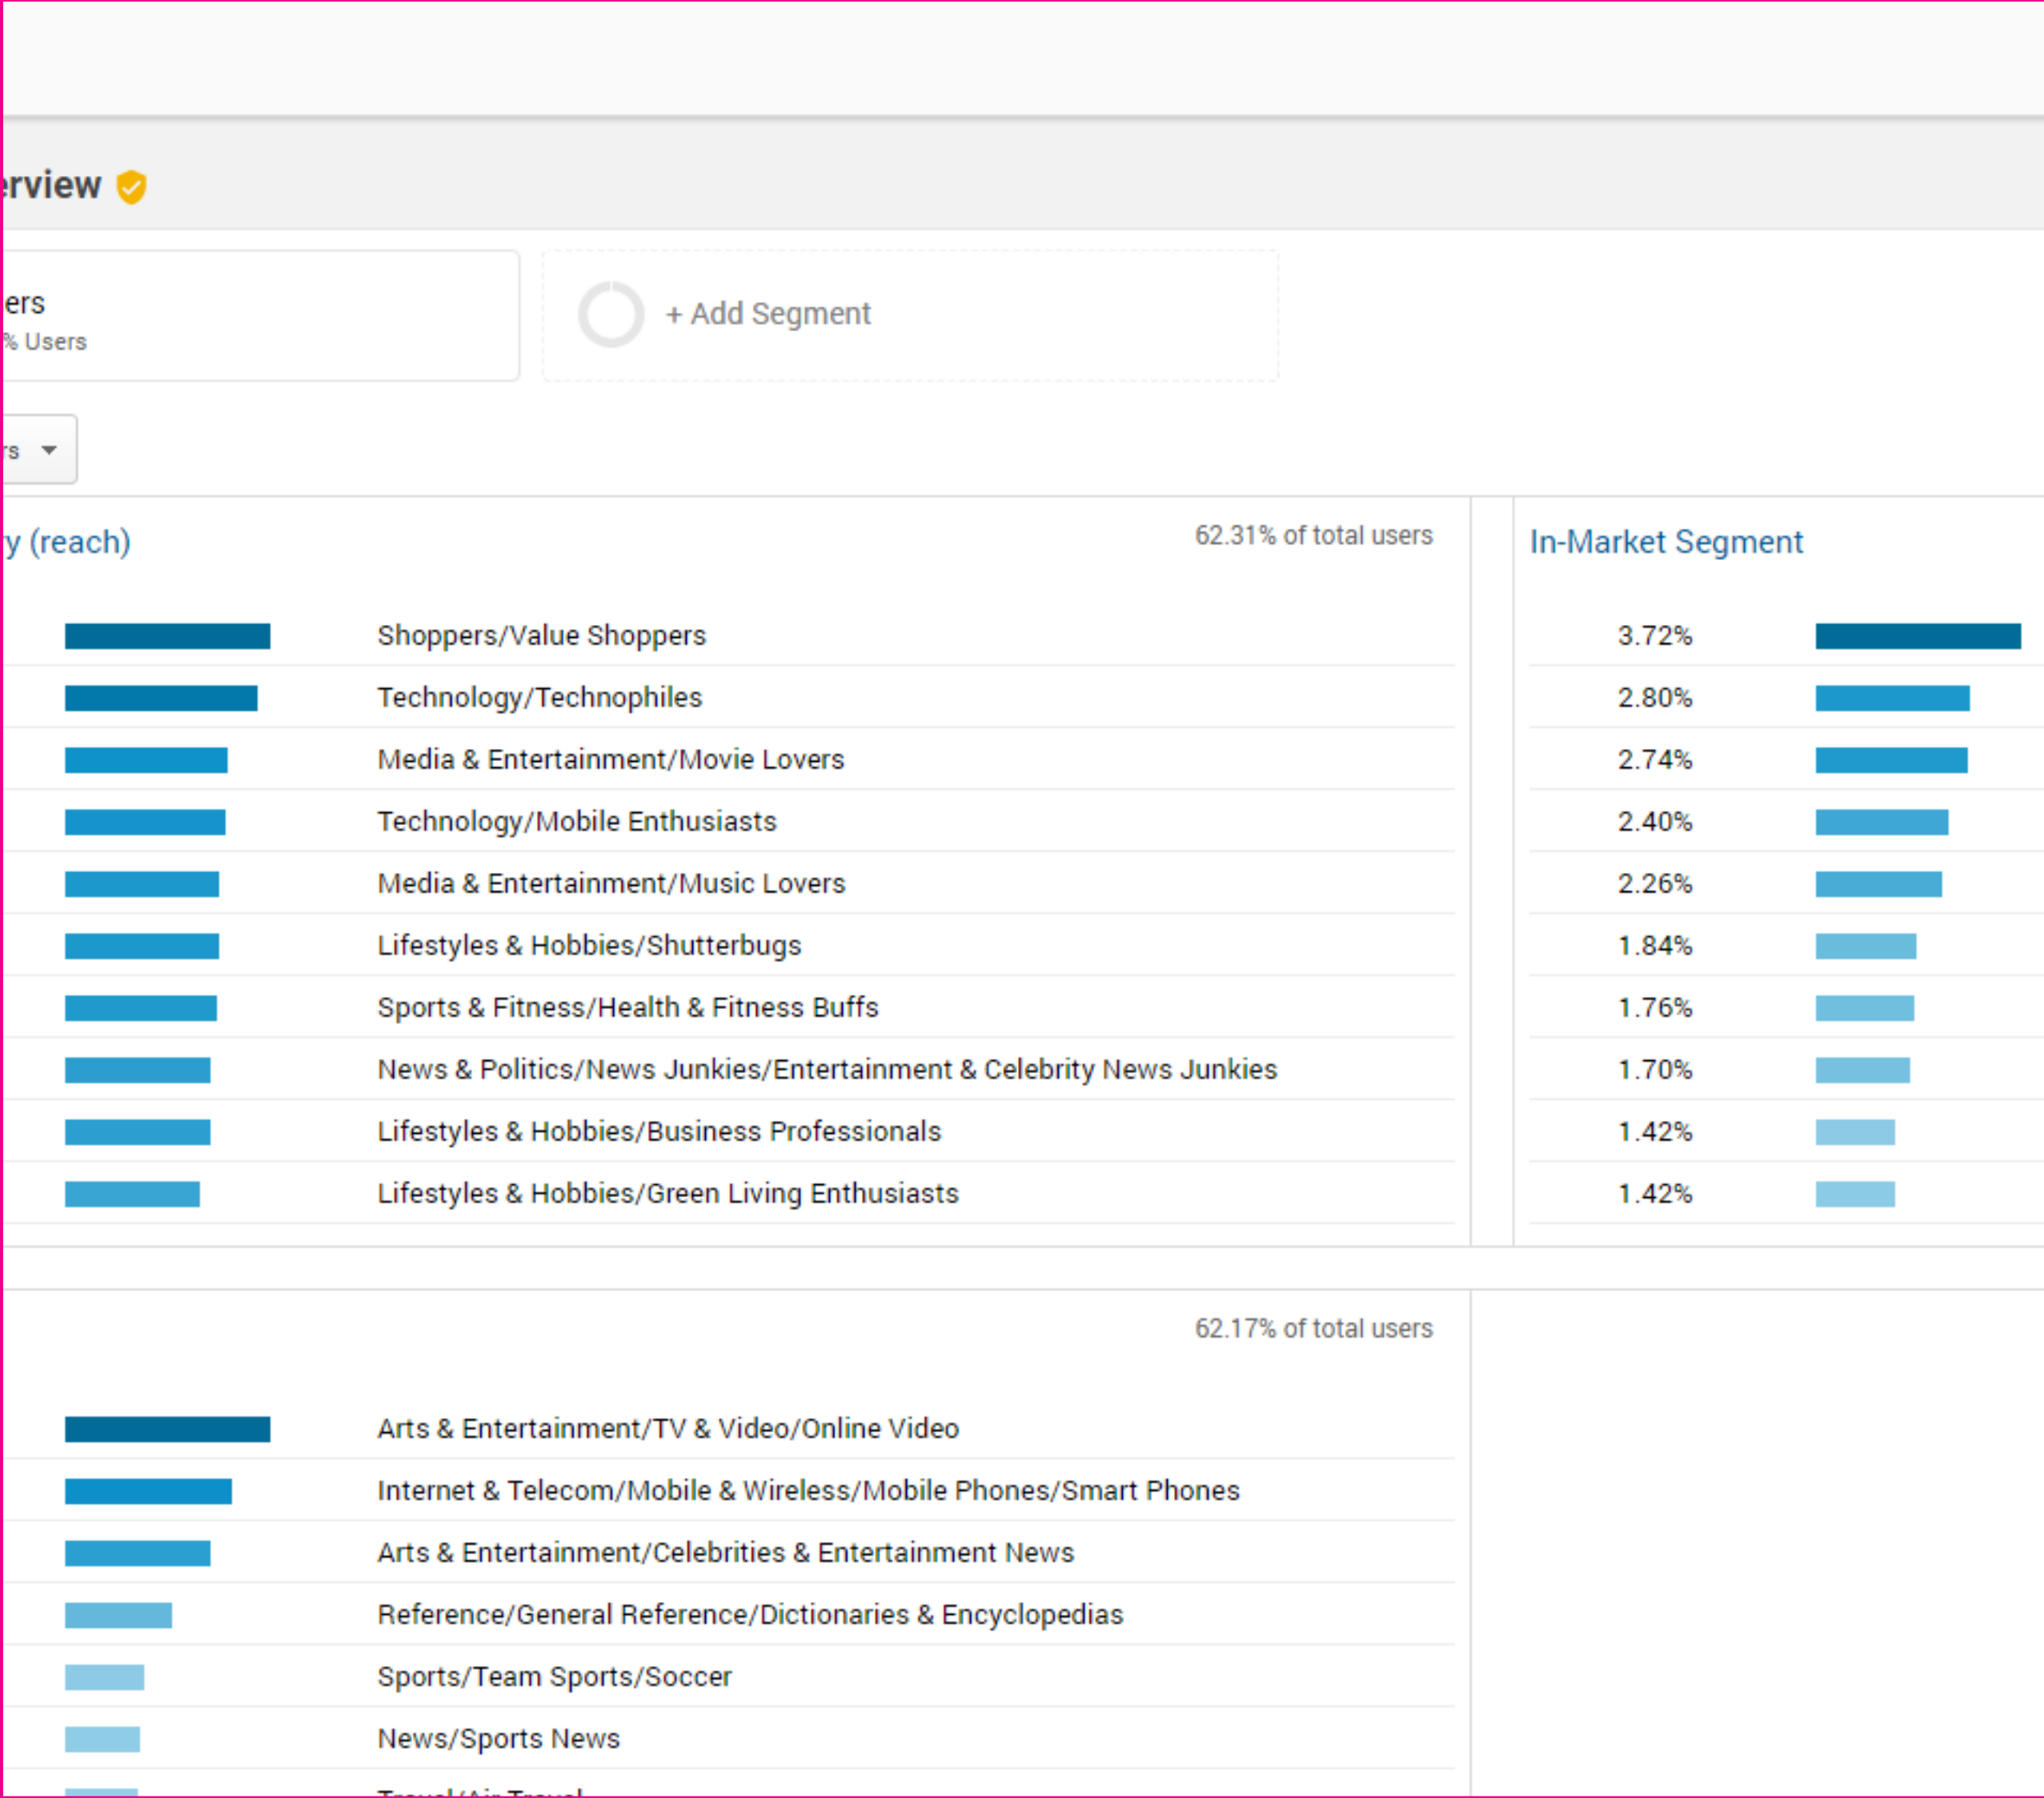 erview
ers
% Users
+ Add Segment
rs
y (reach)
62.31% of total users
Shoppers/Value Shoppers
Technology/Technophiles
Media & Entertainment/Movie Lovers
Technology/Mobile Enthusiasts
Media & Entertainment/Music Lovers
Lifestyles & Hobbies/Shutterbugs
Sports & Fitness/Health & Fitness Buffs
News & Politics/News Junkies/Entertainment & Celebrity News Junkies
Lifestyles & Hobbies/Business Professionals
Lifestyles & Hobbies/Green Living Enthusiasts
In-Market Segment
3.72%
2.80%
2.74%
2.40%
2.26%
1.84%
1.76%
1.70%
1.42%
1.42%
62.17% of total users
Arts & Entertainment/TV & Video/Online Video
Internet & Telecom/Mobile & Wireless/Mobile Phones/Smart Phones
Arts & Entertainment/Celebrities & Entertainment News
Reference/General Reference/Dictionaries & Encyclopedias
Sports/Team Sports/Soccer
News/Sports News